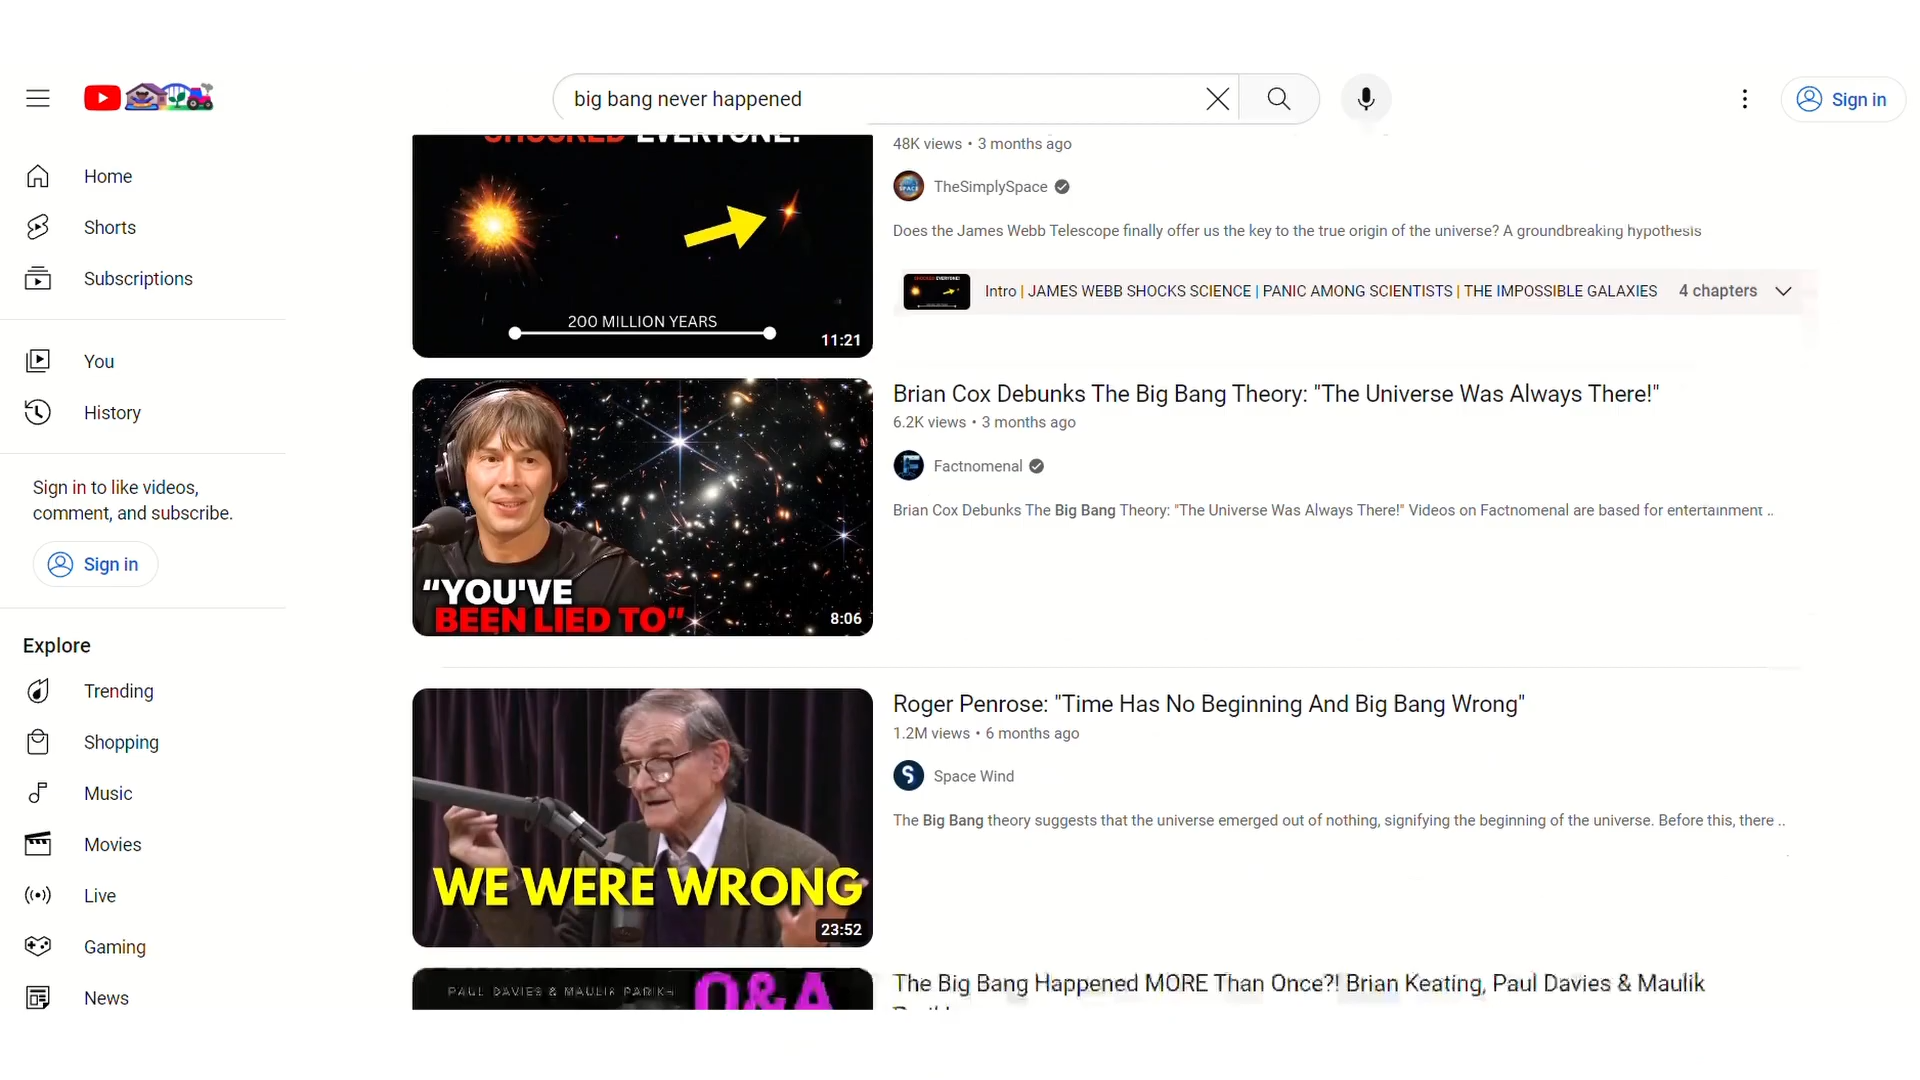 big bang never happened
Sign in
Home
Shorts
Subscriptions
You
History
Sign in to like videos,
comment, and subscribe.
Sign in
Explore
Trending
Shopping
Music
Movies
Live
Gaming
News
SHOCKED EVERYONE!
200 MILLION YEARS
11:21
48K views • 3 months ago
SPACE
TheSimplySpace
Does the James Webb Telescope finally offer us the key to the true origin of the universe? A groundbreaking hypothesis
SHOCKED EVERYONE!
Intro | JAMES WEBB SHOCKS SCIENCE | PANIC AMONG SCIENTISTS | THE IMPOSSIBLE GALAXIES
4 chapters
“YOU'VE
BEEN LIED TO”
8:06
Brian Cox Debunks The Big Bang Theory: "The Universe Was Always There!"
6.2K views • 3 months ago
Factnomenal
Brian Cox Debunks The Big Bang Theory: "The Universe Was Always There!" Videos on Factnomenal are based for entertainment ..
WE WERE WRONG
23:52
Roger Penrose: "Time Has No Beginning And Big Bang Wrong"
1.2M views • 6 months ago
S
Space Wind
The Big Bang theory suggests that the universe emerged out of nothing, signifying the beginning of the universe. Before this, there ..
PAUL DAVIES & MAULIK PARIKH
Q&A
The Big Bang Happened MORE Than Once?! Brian Keating, Paul Davies & Maulik